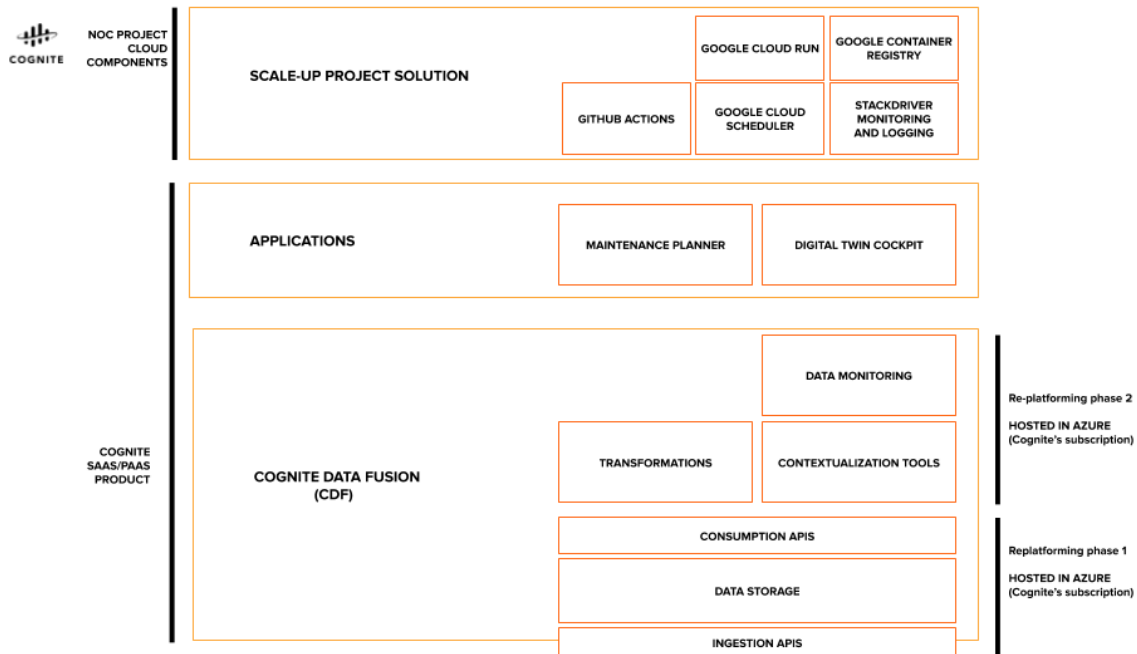 COGNITE
NOC PROJECT
CLOUD
COMPONENTS
SCALE-UP PROJECT SOLUTION
GOOGLE CLOUD RUN
GOOGLE CONTAINER
REGISTRY
GITHUB ACTIONS
GOOGLE CLOUD
SCHEDULER
STACKDRIVER
MONITORING
AND LOGGING
APPLICATIONS
MAINTENANCE PLANNER
DIGITAL TWIN COCKPIT
COGNITE
SAAS/PAAS
PRODUCT
COGNITE DATA FUSION
(CDF)
DATA MONITORING
TRANSFORMATIONS
CONTEXTUALIZATION TOOLS
CONSUMPTION APIS
DATA STORAGE
INGESTION APIS
Re-platforming phase 2
HOSTED IN AZURE
(Cognite's subscription)
Replatforming phase 1
HOSTED IN AZURE
(Cognite's subscription)